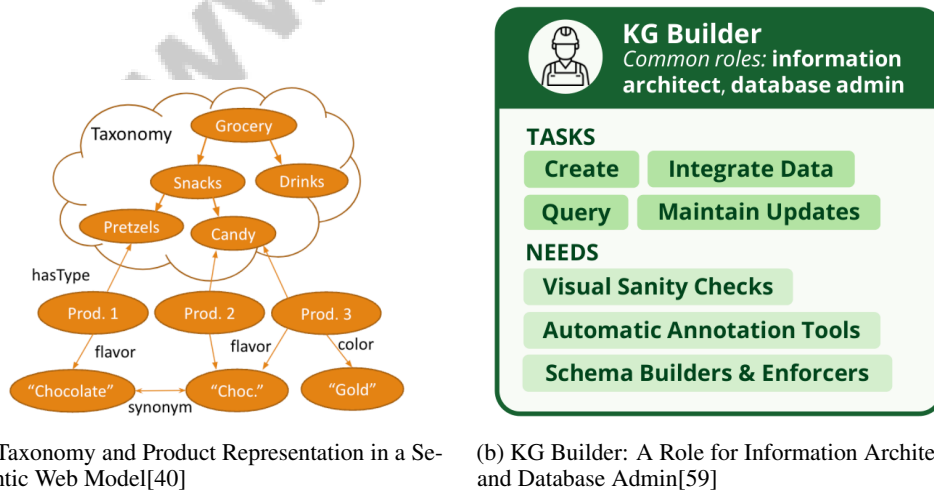 Taxonomy
Grocery
Snacks
Drinks
Pretzels
Candy
hasType
Prod. 1
Prod. 2
Prod. 3
flavor
flavor
color
“Chocolate”
“Choc.”
“Gold”
synonym
Taxonomy and Product Representation in a Se-
ntic Web Model[40]
KG Builder
Common roles: information
architect, database admin
TASKS
Create
Integrate Data
Query
Maintain Updates
NEEDS
Visual Sanity Checks
Automatic Annotation Tools
Schema Builders & Enforcers
(b) KG Builder: A Role for Information Archite
and Database Admin[59]